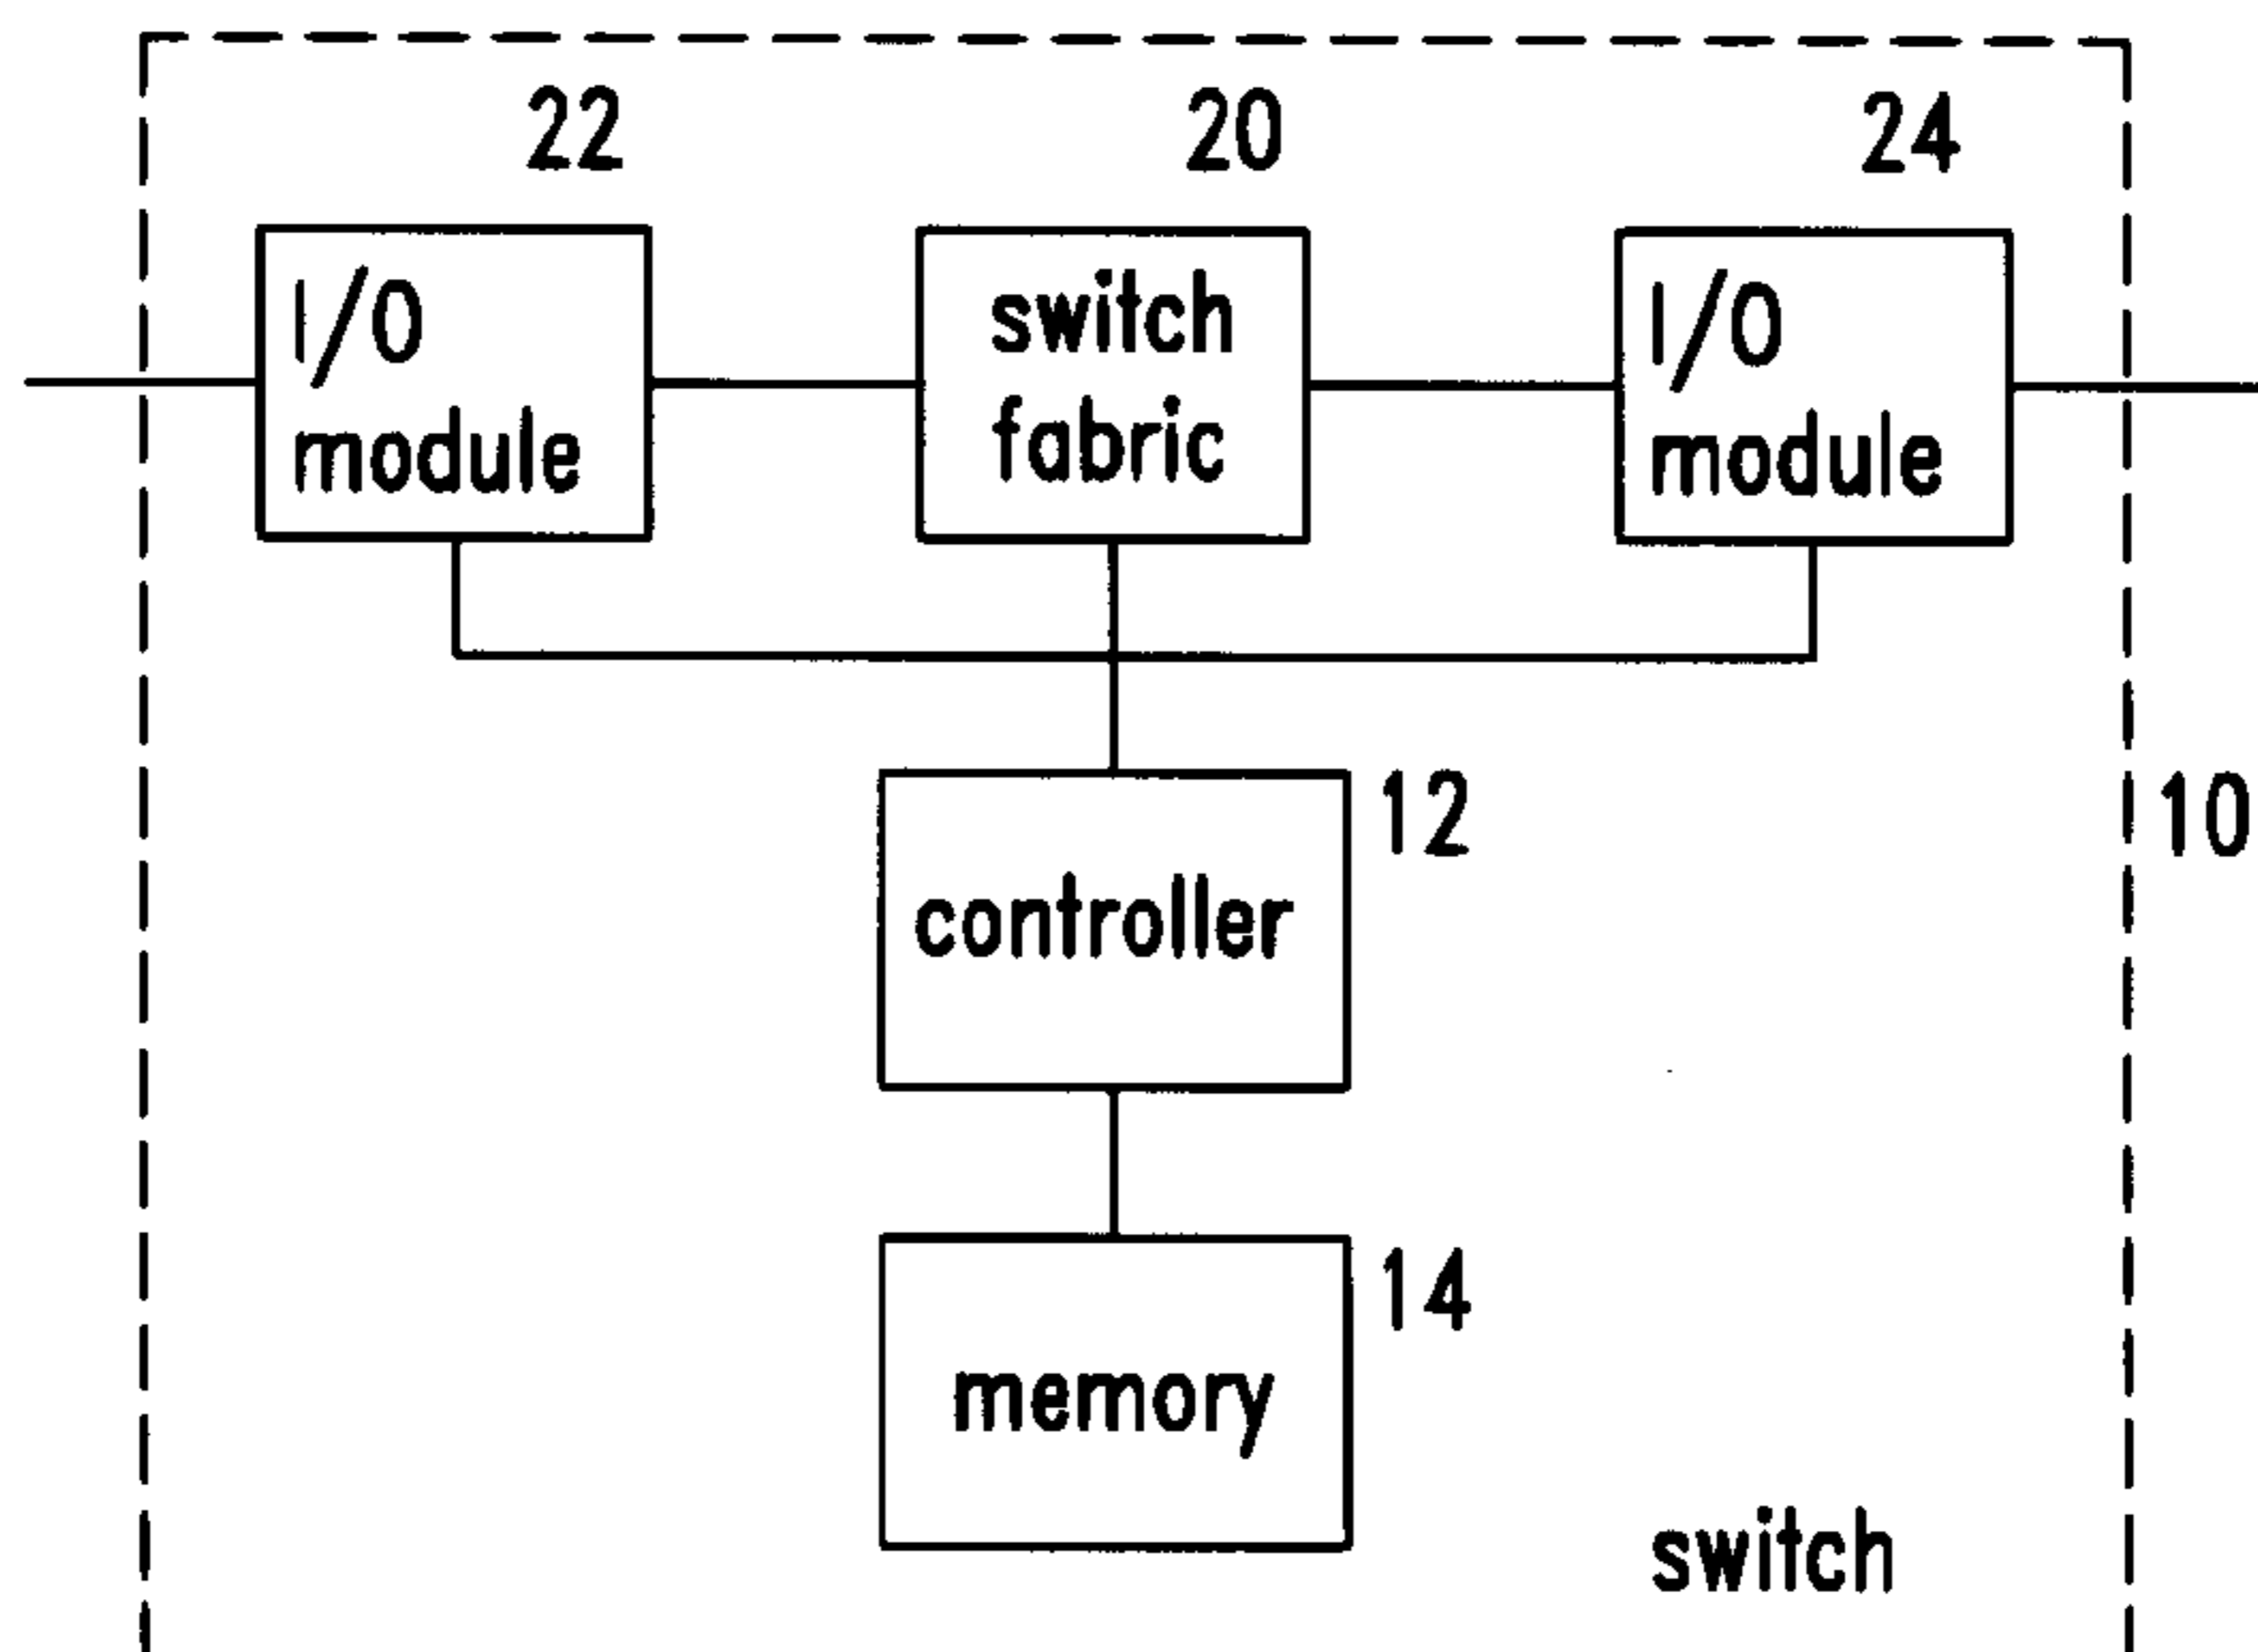 22
20
24
I/O
module
switch
fabric
I/O
module
12
10
controller
14
memory
switch